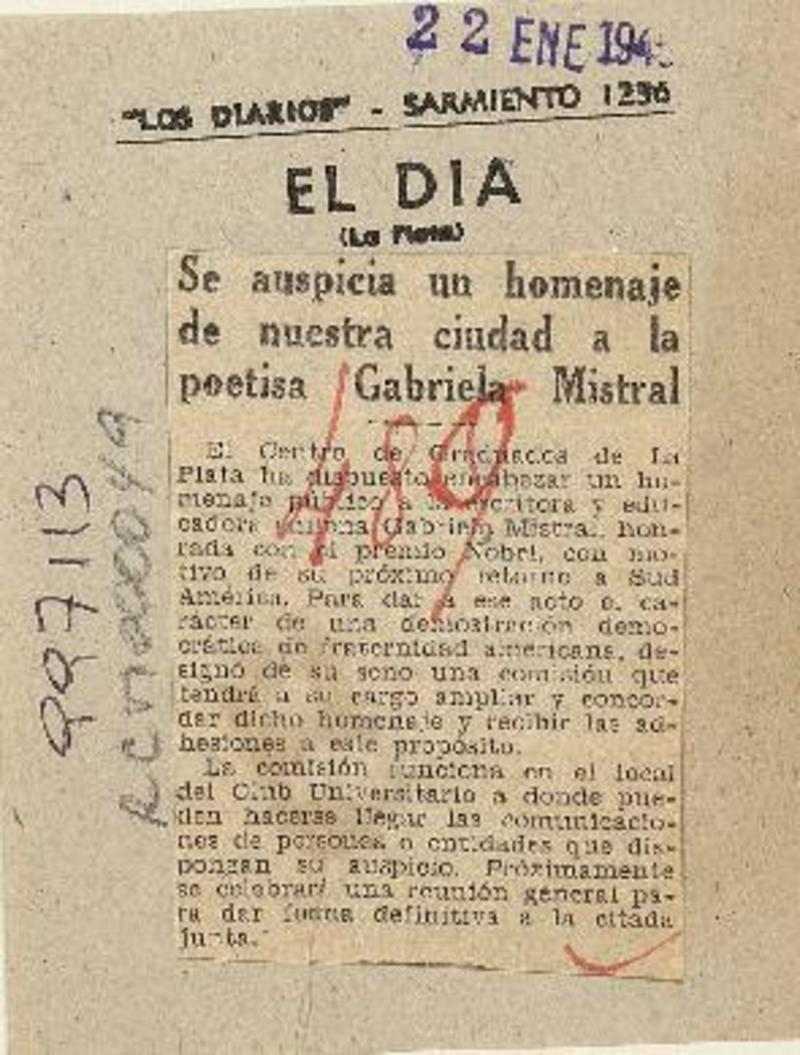 22 ENE 194
"LOS DIARIOS" - SARMIENTO 1236
EL DIA
(La Plata)
Se auspicia un homenaje
de nuestra ciudad a la
poetisa Gabriela Mistral
El Centro de Graduados de La
Plata ha dispuesto encabezar un ho-
menaje público a la escritora y edu-
cadora chilena Gabriela Mistral, hon-
rada con el premio Nobel, con mo-
tivo de su próximo retorno a Sud
América. Para dar a ese acto el ca-
rácter de una demostración demo-
crática de fraternidad americana, de-
signó de su seno una comisión que
tendrá a su cargo ampliar y concor-
dar dicho homenaje y recibir las ad-
hesiones a este propósito.
La comisión funciona en el local
del Club Universitario a donde pue-
den hacerse llegar las comunicacio-
nes de personas o entidades que dis-
pongan su auspicio. Próximamente
se celebrará una reunión general pa-
ra dar forma definitiva a la citada
junta.
489
997113